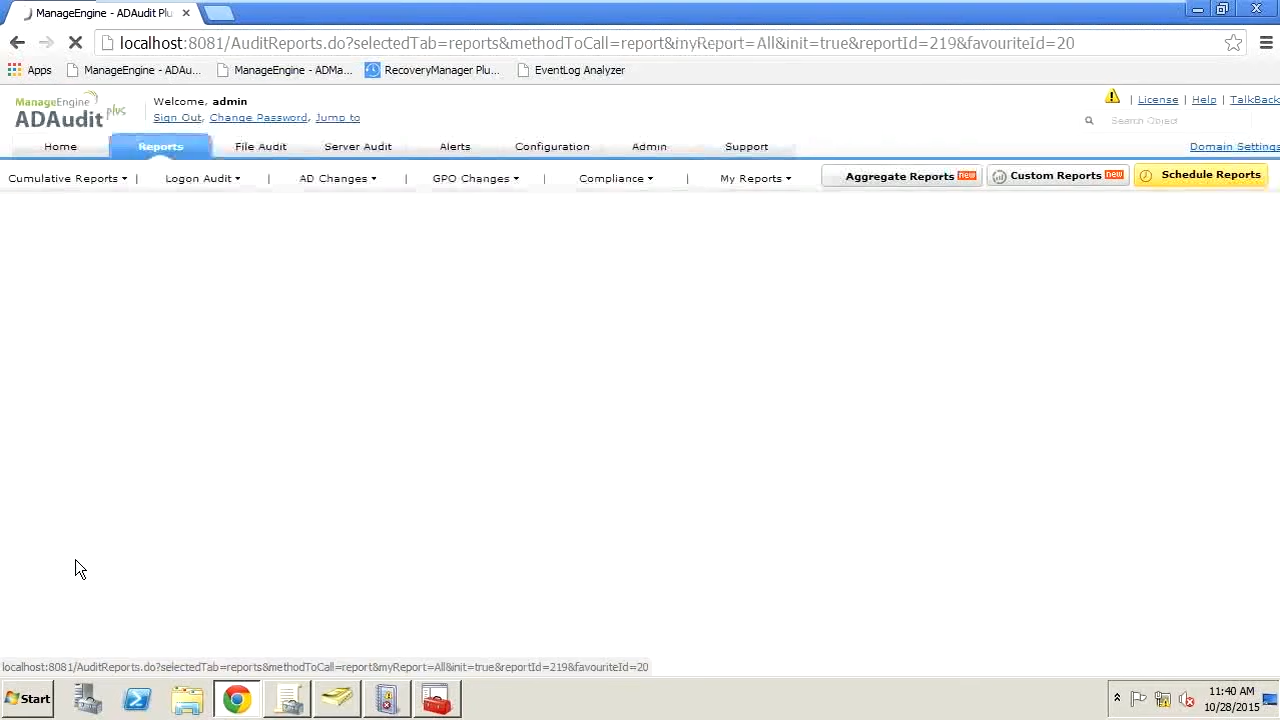 ManageEngine - ADAudit Plu
localhost:8081/AuditReports.do?selectedTab=reports&methodToCall=report&myReport=All&init=true&reportId=219&favouriteId=20
Apps ManageEngine - ADAu... ManageEngine - ADMa... RecoveryManager Plu... EventLog Analyzer
ManageEngine
ADAudit plus
Welcome, admin
Sign Out, Change Password, Jump to
| License | Help | TalkBack
Search Object
Home Reports File Audit Server Audit Alerts Configuration Admin Support Domain Settings
Cumulative Reports | Logon Audit | AD Changes | GPO Changes | Compliance | My Reports Aggregate Reports new Custom Reports new Schedule Reports
localhost:8081/AuditReports.do?selectedTab=reports&methodToCall=report&myReport=All&init=true&reportId=219&favouriteId=20
Start
11:40 AM
10/28/2015